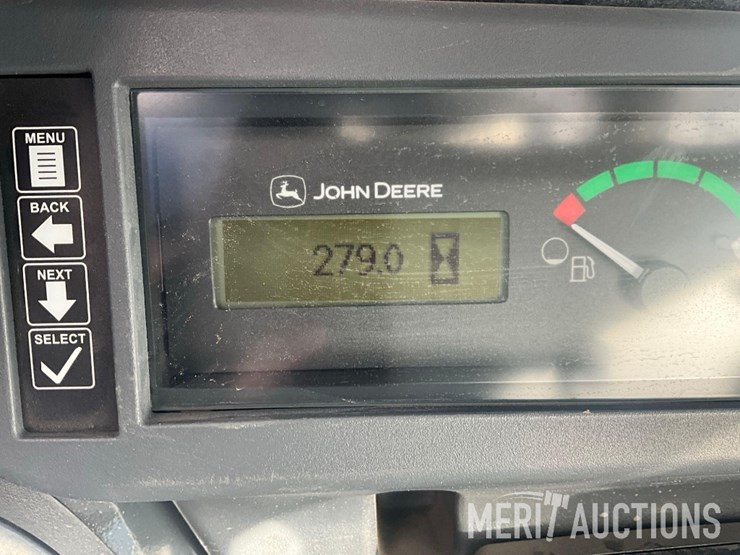 MENU
BACK
NEXT
SELECT
JOHN DEERE
279.0
MERIT AUCTIONS